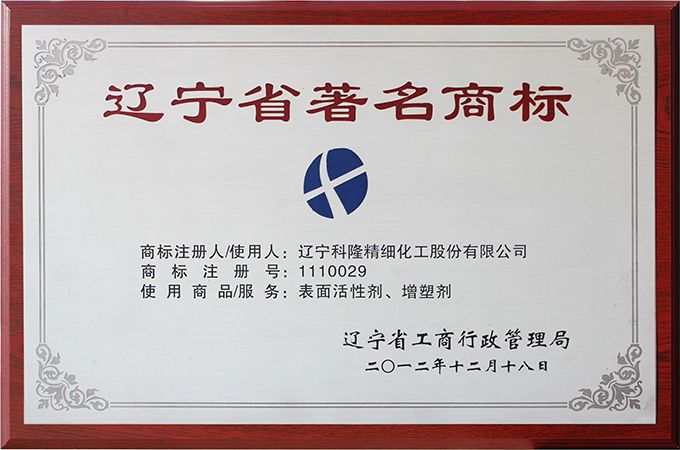 辽宁省著名商标
商标注册人/使用人：辽宁科隆精细化工股份有限公司
商标注册号：1110029
使用商品/服务：表面活性剂、增塑剂
辽宁省工商行政管理局
二〇一二年十二月十八日